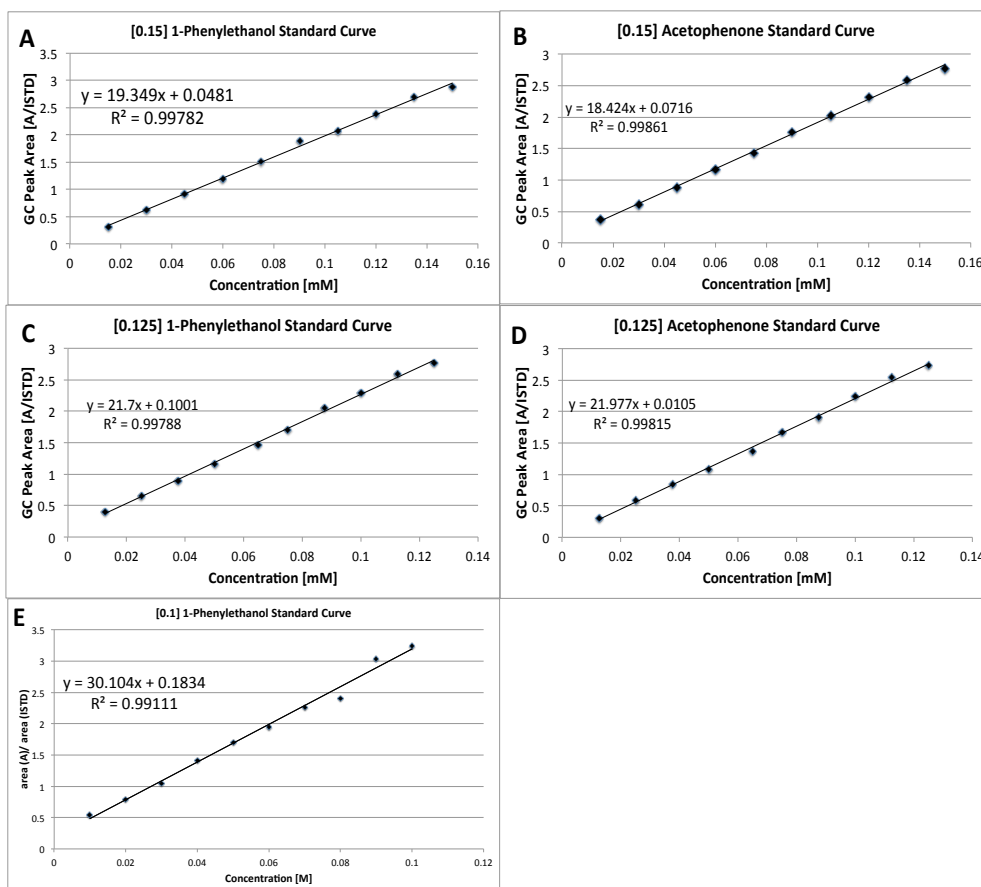 A
[0.15] 1-Phenylethanol Standard Curve
GC Peak Area [A/ISTD]
3.5
3
2.5
2
1.5
1
0.5
0
y = 19.349x + 0.0481
R² = 0.99782
0 0.02 0.04 0.06 0.08 0.1 0.12 0.14 0.16
Concentration [mM]
B
[0.15] Acetophenone Standard Curve
GC Peak Area [A/ISTD]
3
2.5
2
1.5
1
0.5
0
y = 18.424x + 0.0716
R² = 0.99861
0 0.02 0.04 0.06 0.08 0.1 0.12 0.14 0.16
Concentration [mM]
C
[0.125] 1-Phenylethanol Standard Curve
GC Peak Area [A/ISTD]
3
2.5
2
1.5
1
0.5
0
y = 21.7x + 0.1001
R² = 0.99788
0 0.02 0.04 0.06 0.08 0.1 0.12 0.14
Concentration [mM]
D
[0.125] Acetophenone Standard Curve
GC Peak Area [A/ISTD]
3
2.5
2
1.5
1
0.5
0
y = 21.977x + 0.0105
R² = 0.99815
0 0.02 0.04 0.06 0.08 0.1 0.12 0.14
Concentration [mM]
E
[0.1] 1-Phenylethanol Standard Curve
area (A)/ area (ISTD)
3.5
3
2.5
2
1.5
1
0.5
0
y = 30.104x + 0.1834
R² = 0.99111
0 0.02 0.04 0.06 0.08 0.1 0.12
Concentration [M]